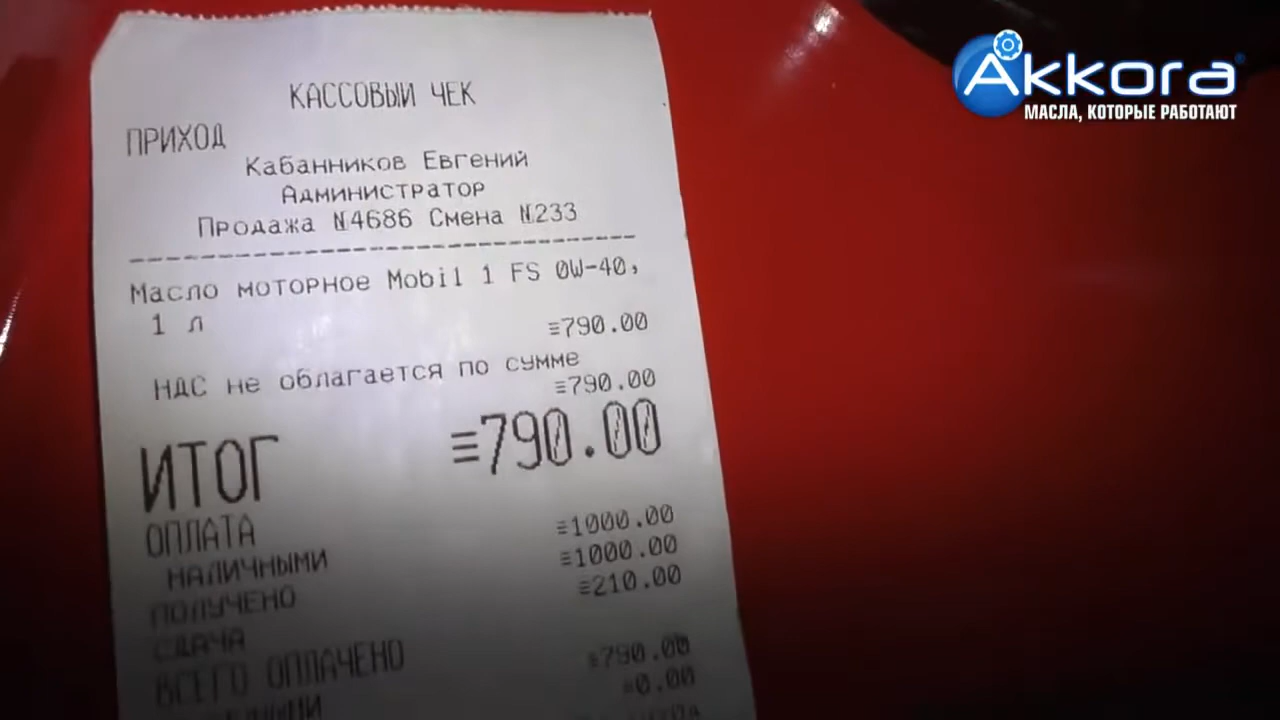 КАССОВЫЙ ЧЕК
ПРИХОД
Кабанников Евгений
Администратор
Продажа №4686 Смена №233
Масло моторное Mobil 1 FS 0W-40,
1 л ≡790.00
НДС не облагается по сумме
≡790.00
ИТОГ ≡790.00
ОПЛАТА
НАЛИЧНЫМИ ≡1000.00
ПОЛУЧЕНО ≡1000.00
СДАЧА ≡210.00
ВСЕГО ОПЛАЧЕНО
≡790.00
≡0.00
Akkora®
МАСЛА, КОТОРЫЕ РАБОТАЮТ